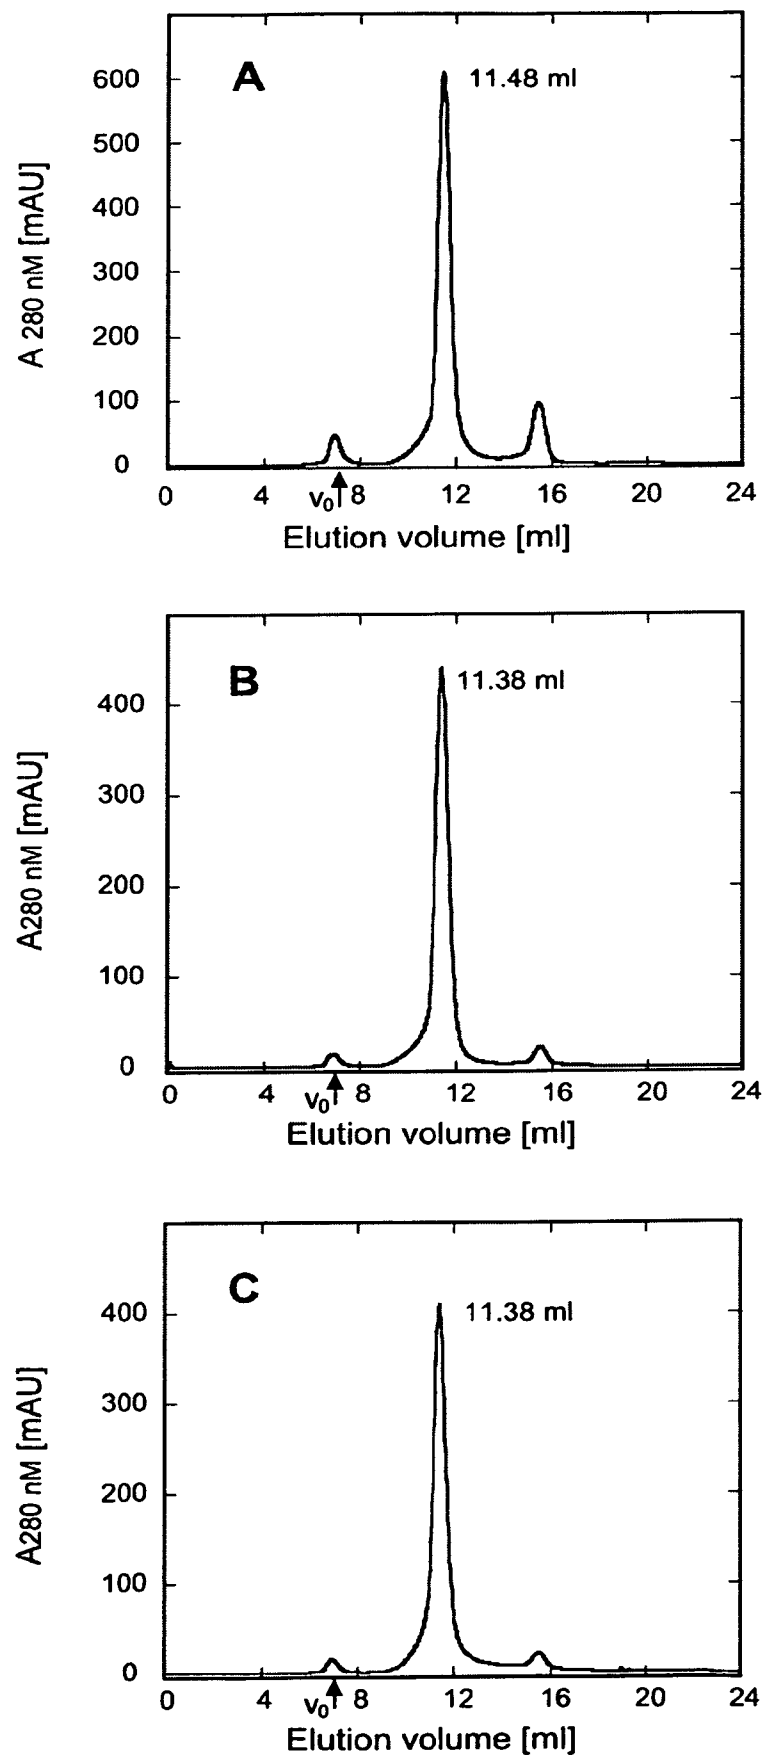 A
11.48 ml
600
500
400
300
200
100
0
A 280 nM [mAU]
0 4 v0 8 12 16 20 24
Elution volume [ml]
B
11.38 ml
400
300
200
100
0
A280 nM [mAU]
0 4 v0 8 12 16 20 24
Elution volume [ml]
C
11.38 ml
400
300
200
100
0
A280 nM [mAU]
0 4 v0 8 12 16 20 24
Elution volume [ml]